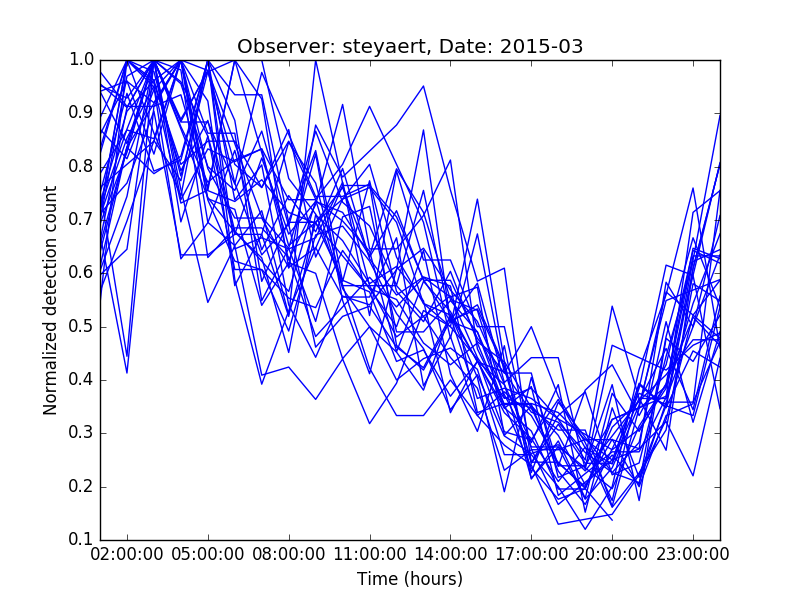 Observer: steyaert, Date: 2015-03
Normalized detection count
1.0
0.9
0.8
0.7
0.6
0.5
0.4
0.3
0.2
0.1
02:00:00 05:00:00 08:00:00 11:00:00 14:00:00 17:00:00 20:00:00 23:00:00
Time (hours)